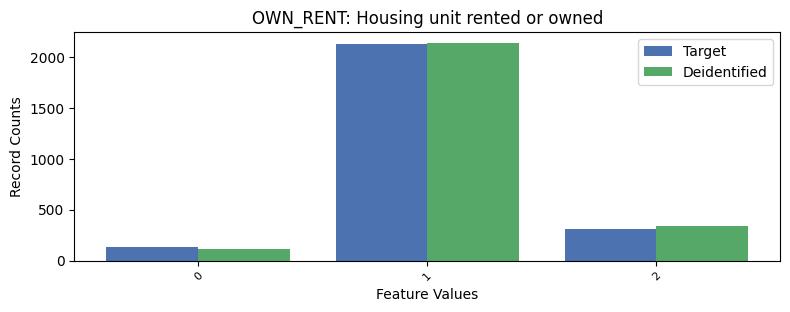 OWN_RENT: Housing unit rented or owned
Target
Deidentified
Record Counts
2000
1500
1000
500
0
0
1
2
Feature Values